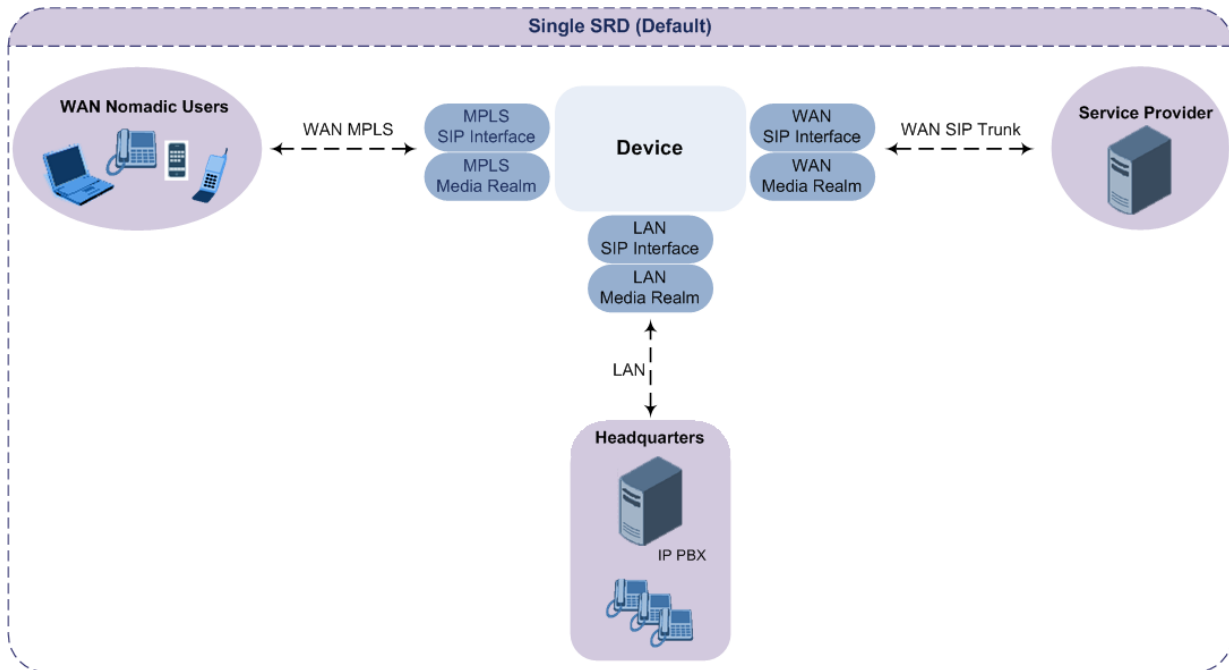 Single SRD (Default)
WAN Nomadic Users
WAN MPLS
MPLS
SIP Interface
MPLS
Media Realm
Device
WAN
SIP Interface
WAN
Media Realm
WAN SIP Trunk
Service Provider
LAN
SIP Interface
LAN
Media Realm
LAN
Headquarters
IP PBX